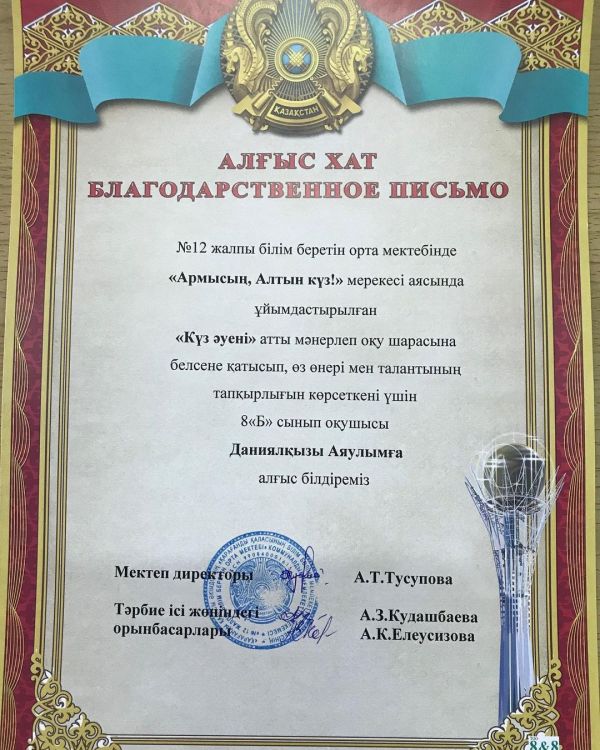 ҚАЗАҚСТАН
АЛҒЫС ХАТ
БЛАГОДАРСТВЕННОЕ ПИСЬМО
№12 жалпы білім беретін орта мектебінде
«Армысың, Алтын күз!» мерекесі аясында
ұйымдастырылған
«Күз әуені» атты мәнерлеп оқу шарасына
белсене қатысып, өз өнері мен талантының
тапқырлығын көрсеткені үшін
8«Б» сынып оқушысы
Даниялқызы Аяулымға
алғыс білдіреміз
Мектеп директоры А.Т.Тусупова
Тәрбие ісі жөніндегі А.З.Кудашбаева
орынбасарлары А.К.Елеусизова
8&8